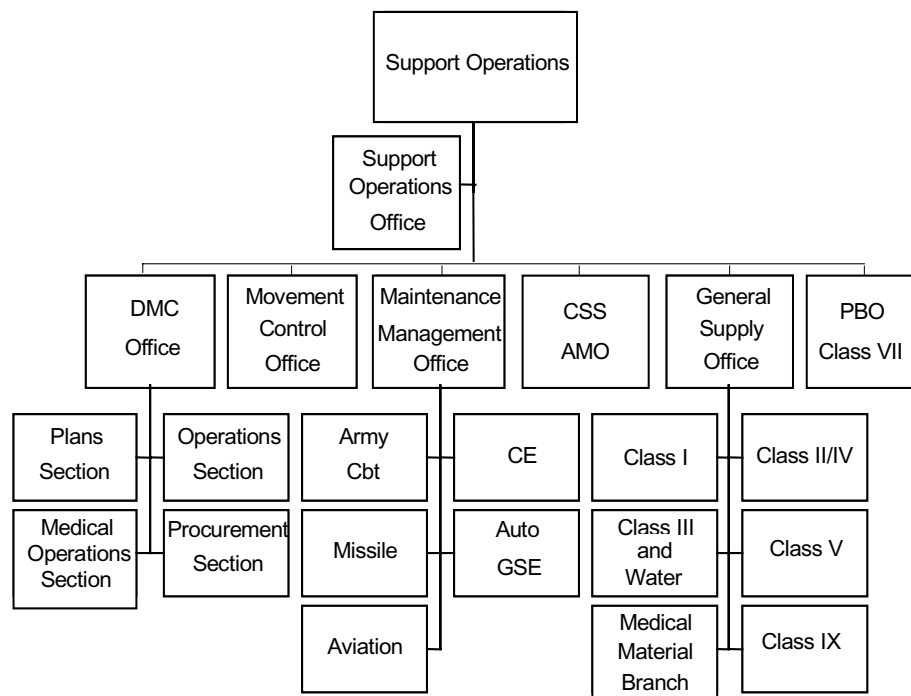 Support Operations
Support
Operations
Office
DMC
Office
Movement
Control
Office
Maintenance
Management
Office
CSS
AMO
General
Supply
Office
PBO
Class VII
Plans
Section
Operations
Section
Army
Cbt
CE
Class I
Class II/IV
Medical
Operations
Section
Procurement
Section
Missile
Auto
GSE
Class III
and
Water
Class V
Aviation
Medical
Material
Branch
Class IX